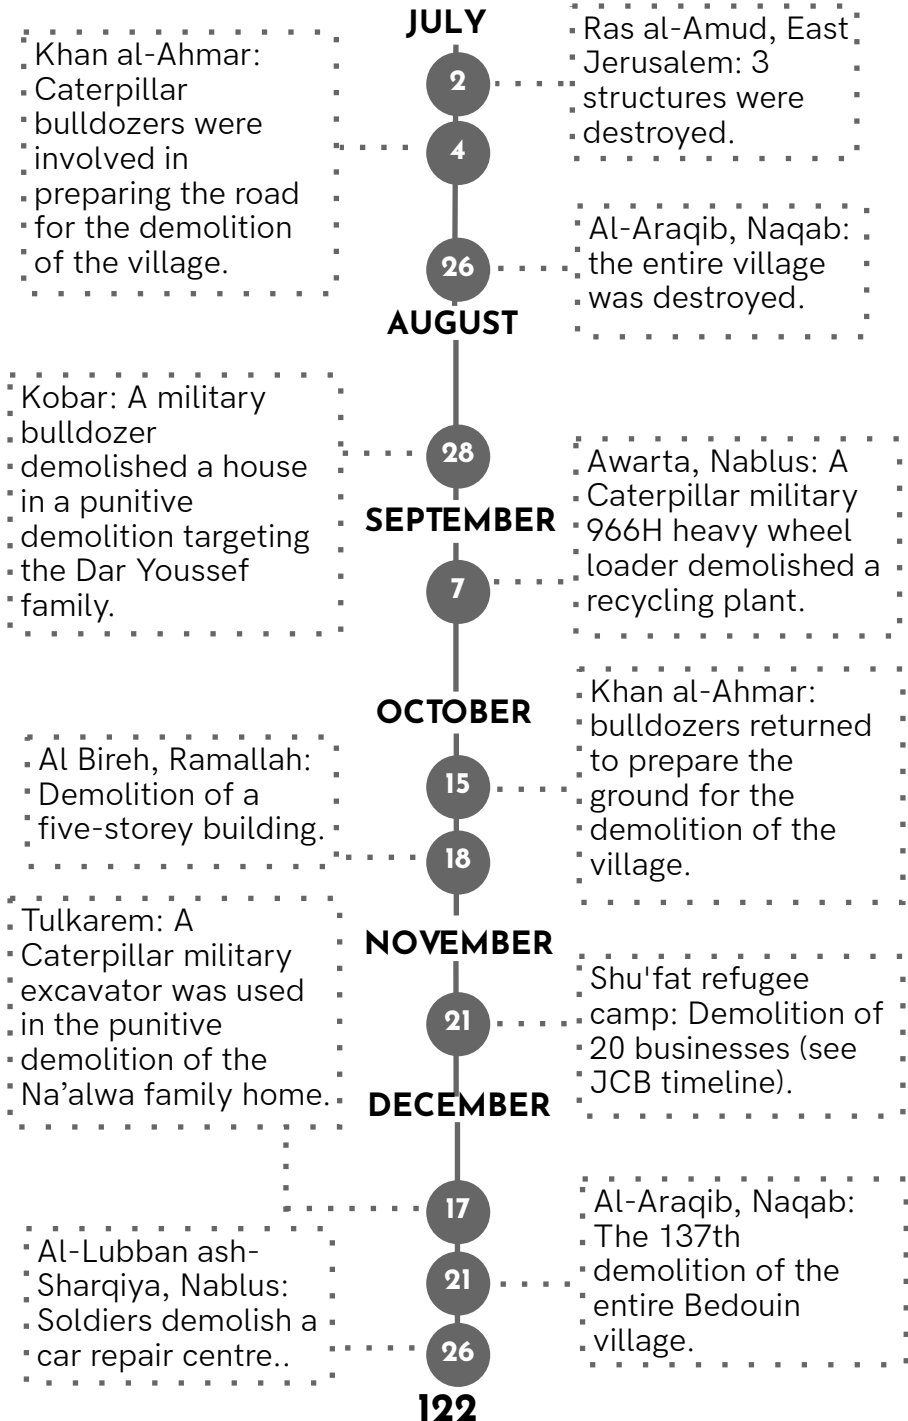 JULY
2
Ras al-Amud, East
Jerusalem: 3
structures were
destroyed.
4
Khan al-Ahmar:
Caterpillar
bulldozers were
involved in
preparing the road
for the demolition
of the village.
26
Al-Araqib, Naqab:
the entire village
was destroyed.
AUGUST
28
Kobar: A military
bulldozer
demolished a house
in a punitive
demolition targeting
the Dar Youssef
family.
SEPTEMBER
7
Awarta, Nablus: A
Caterpillar military
966H heavy wheel
loader demolished a
recycling plant.
OCTOBER
15
Khan al-Ahmar:
bulldozers returned
to prepare the
ground for the
demolition of the
village.
18
Al Bireh, Ramallah:
Demolition of a
five-storey building.
NOVEMBER
21
Shu'fat refugee
camp: Demolition of
20 businesses (see
JCB timeline).
DECEMBER
17
Tulkarem: A
Caterpillar military
excavator was used
in the punitive
demolition of the
Na’alwa family home.
21
Al-Araqib, Naqab:
The 137th
demolition of the
entire Bedouin
village.
26
Al-Lubban ash-
Sharqiya, Nablus:
Soldiers demolish a
car repair centre..
122